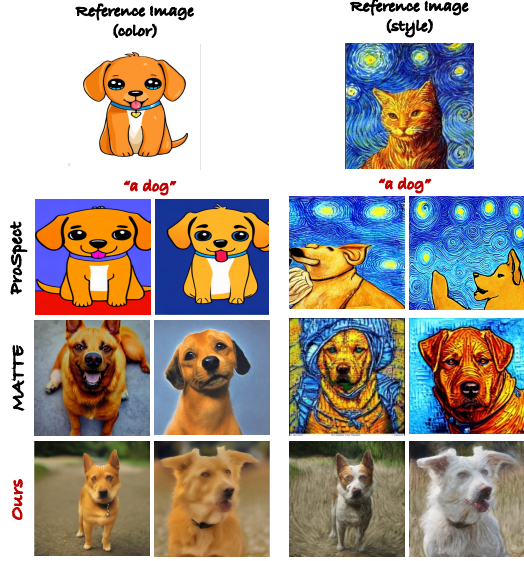 Reference Image
(color)
Reference Image
(style)
"a dog"
"a dog"
ProSpect
MATTE
Ours